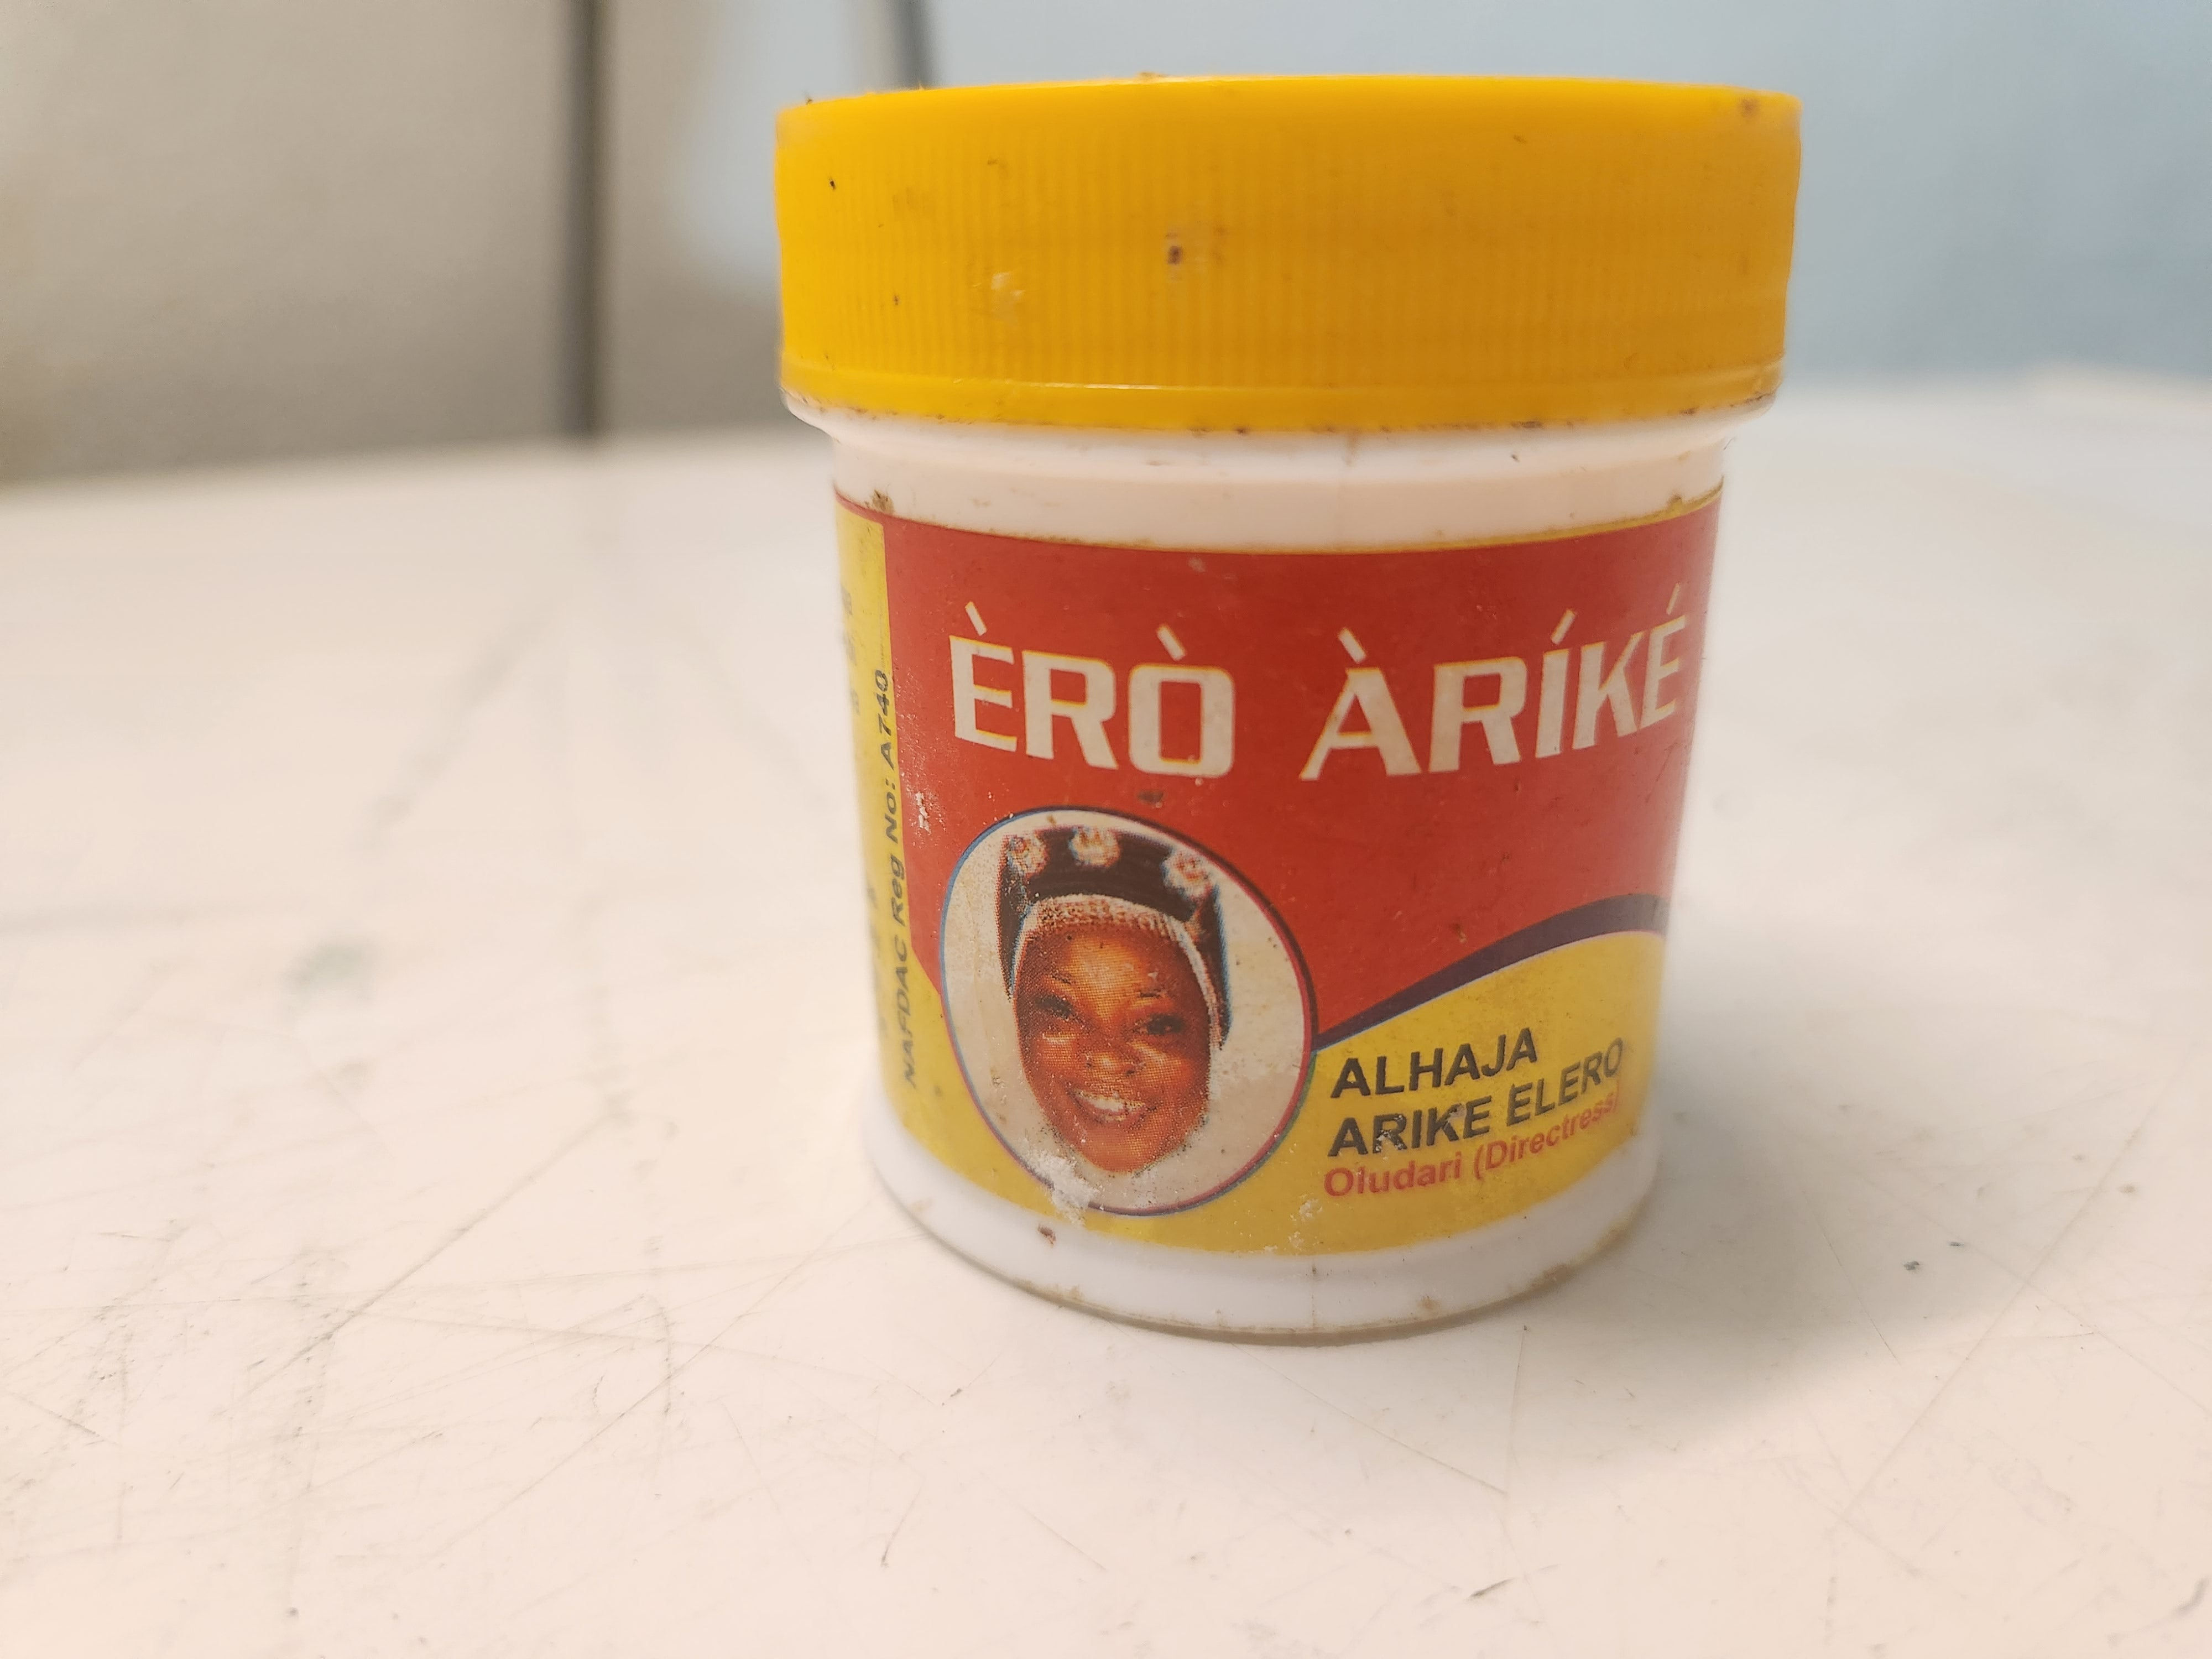 ÈRÒ ÀRÍKÉ
ALHAJA
ARIKE ELERO
Oludari (Directress)
NAFDAC Reg No: A740